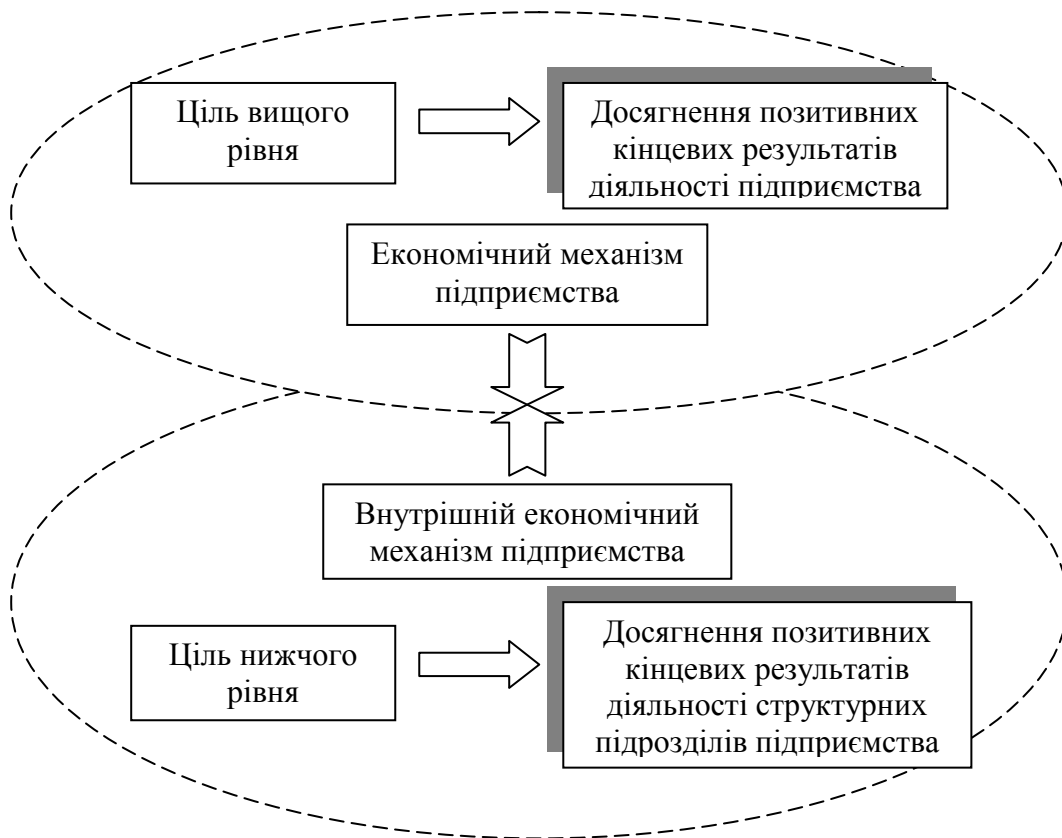 Ціль вищого
рівня
Досягнення позитивних
кінцевих результатів
діяльності підприємства
Економічний механізм
підприємства
Внутрішній економічний
механізм підприємства
Ціль нижчого
рівня
Досягнення позитивних
кінцевих результатів
діяльності структурних
підрозділів підприємства